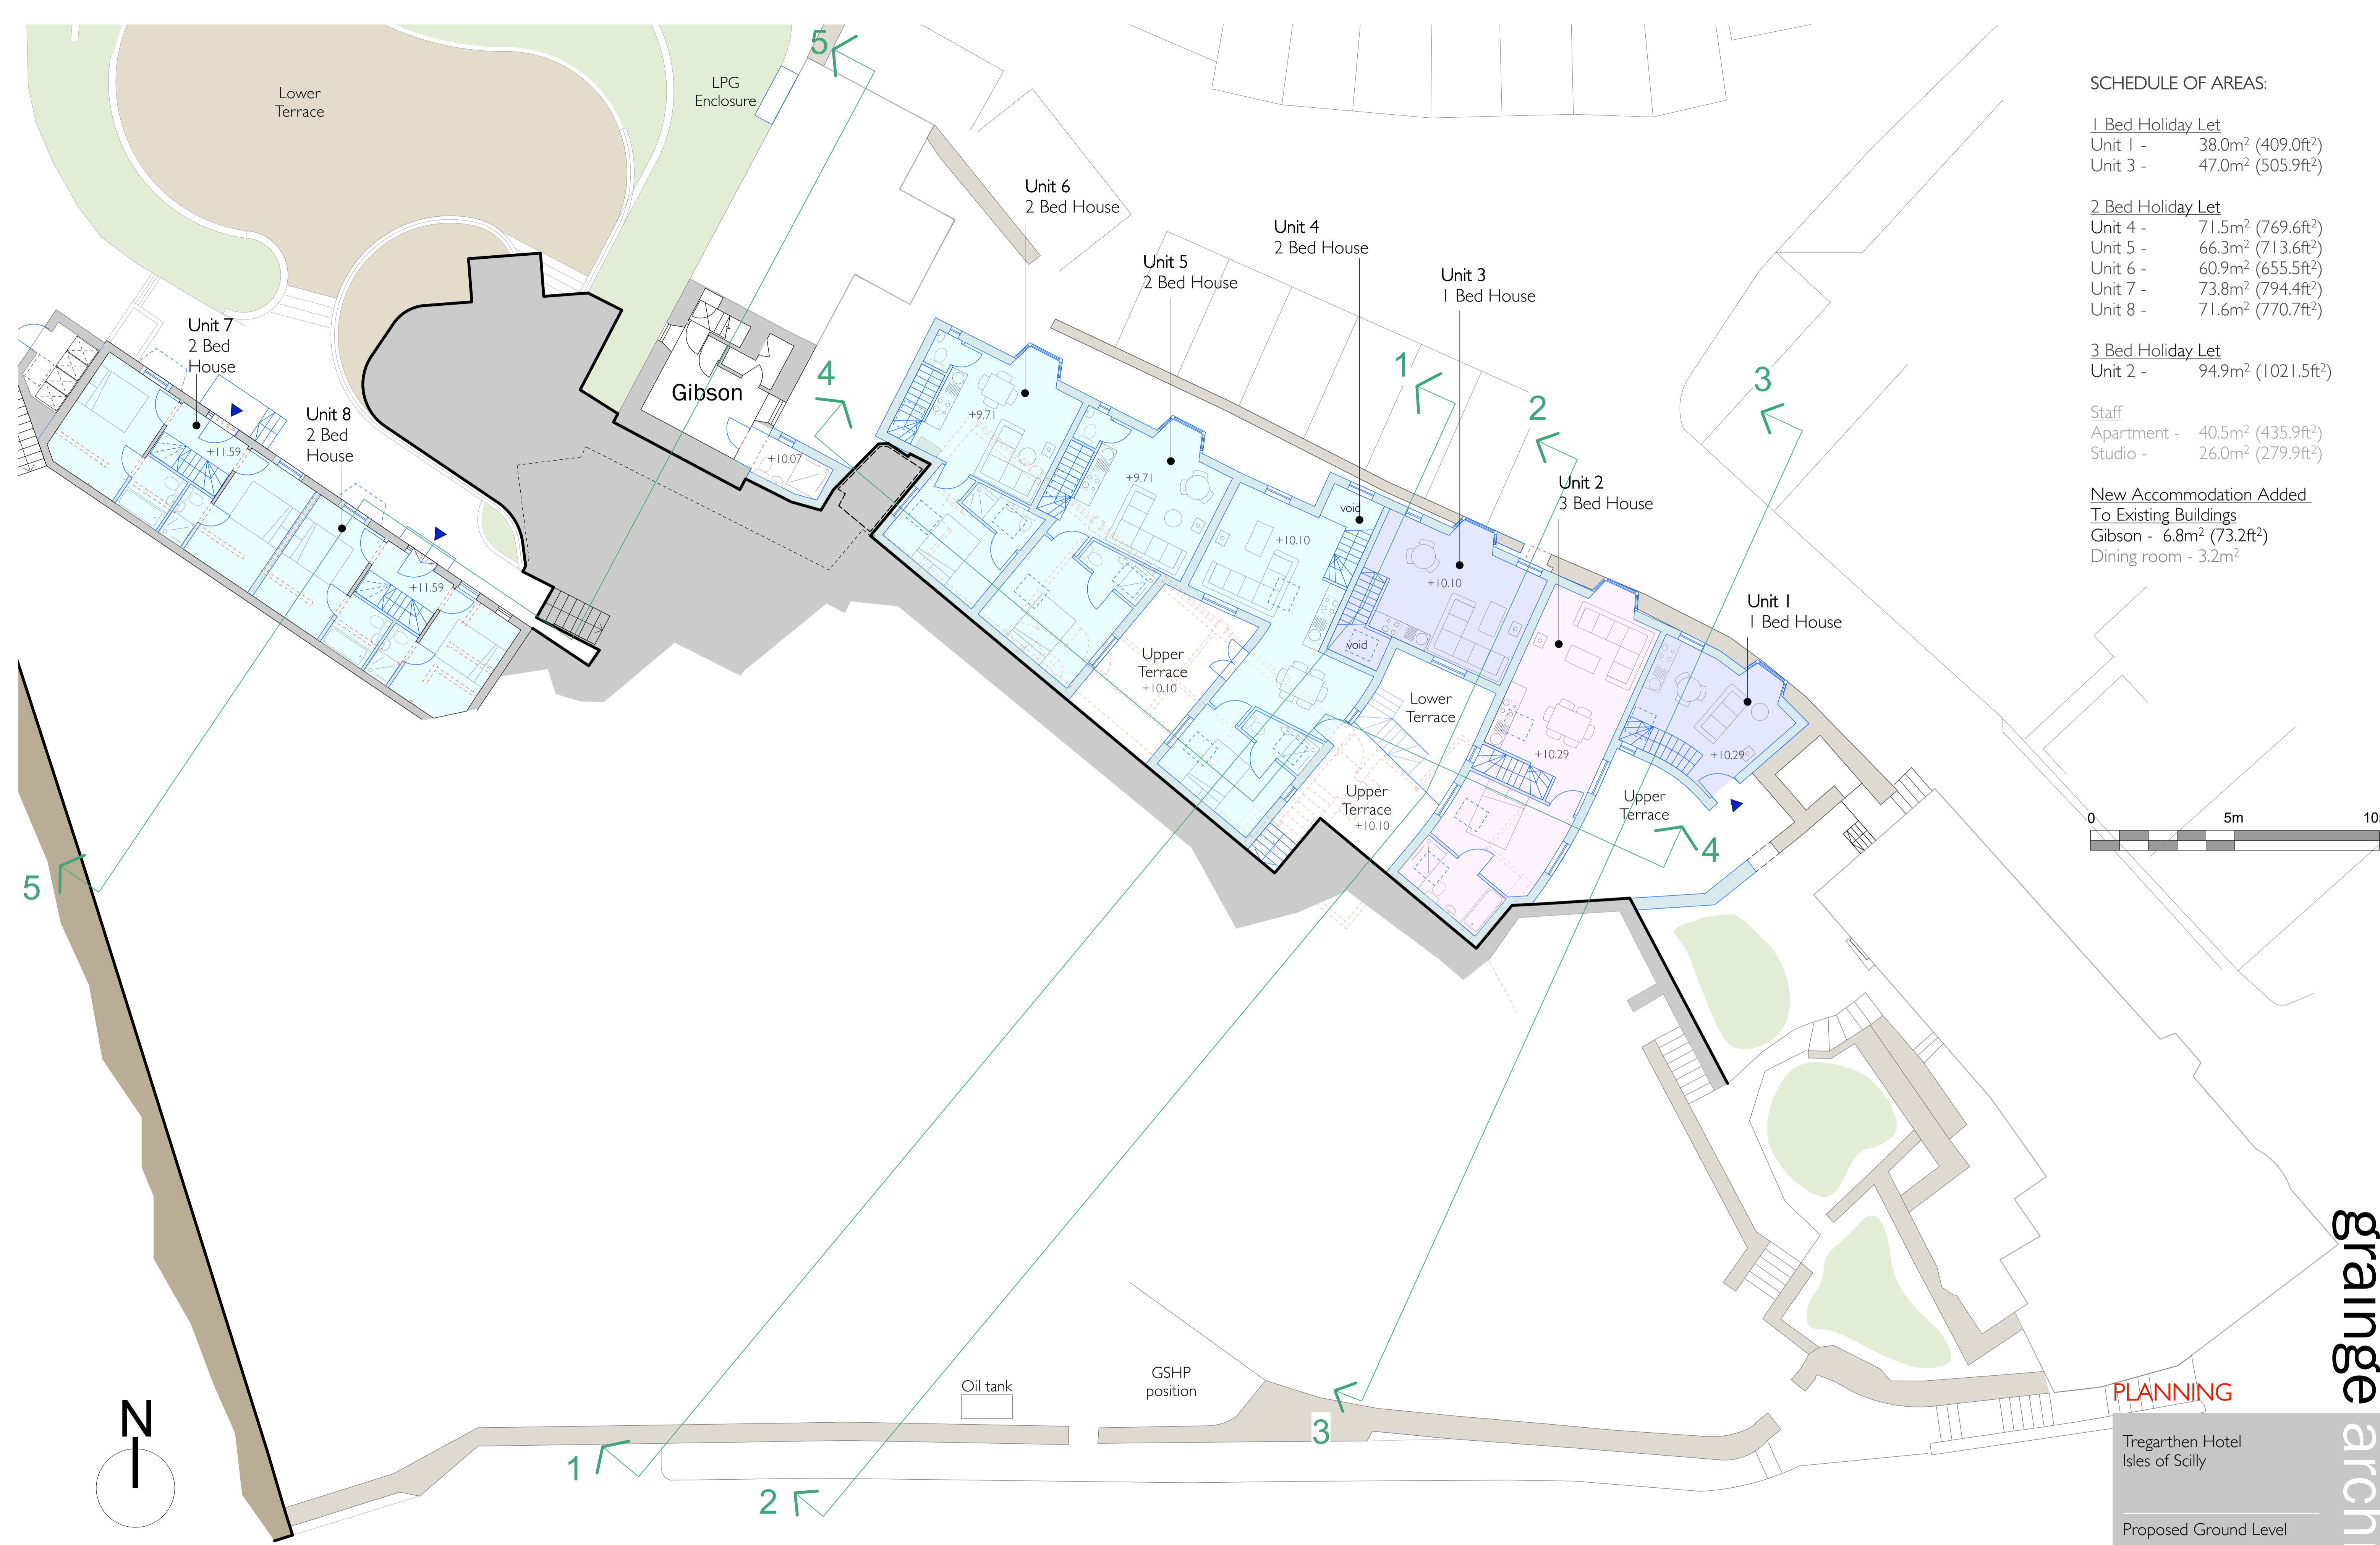 5
Lower
Terrace
LPG
Enclosure
SCHEDULE OF AREAS:
1 Bed Holiday Let
Unit 1 - 38.0m² (409.0ft²)
Unit 3 - 47.0m² (505.9ft²)
2 Bed Holiday Let
Unit 4 - 71.5m² (769.6ft²)
Unit 5 - 66.3m² (713.6ft²)
Unit 6 - 60.9m² (655.5ft²)
Unit 7 - 73.8m² (794.4ft²)
Unit 8 - 71.6m² (770.7ft²)
3 Bed Holiday Let
Unit 2 - 94.9m² (1021.5ft²)
Staff
Apartment - 40.5m² (435.9ft²)
Studio - 26.0m² (279.9ft²)
New Accommodation Added
To Existing Buildings
Gibson - 6.8m² (73.2ft²)
Dining room - 3.2m²
Unit 6
2 Bed House
Unit 4
2 Bed House
Unit 5
2 Bed House
Unit 3
1 Bed House
Unit 7
2 Bed
House
Unit 8
2 Bed
House
Gibson
4
1
2
3
Unit 2
3 Bed House
Unit 1
1 Bed House
+9.71
+9.71
+10.07
+11.59
+11.59
+10.10
void
+10.10
void
+10.29
+10.29
Upper
Terrace
+10.10
Lower
Terrace
Upper
Terrace
+10.10
Upper
Terrace
4
5
0 5m
N
Oil tank
GSHP
position
1
2
3
PLANNING
Tregarthen Hotel
Isles of Scilly
Proposed Ground Level
grainge